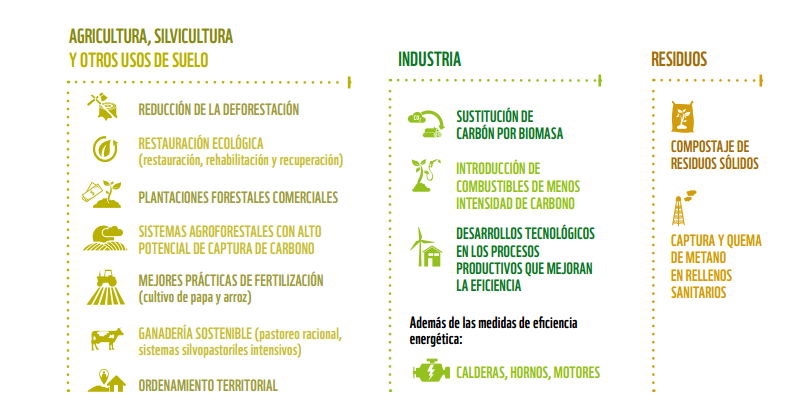 AGRICULTURA, SILVICULTURA
Y OTROS USOS DE SUELO
REDUCCIÓN DE LA DEFORESTACIÓN
RESTAURACIÓN ECOLÓGICA
(restauración, rehabilitación y recuperación)
PLANTACIONES FORESTALES COMERCIALES
SISTEMAS AGROFORESTALES CON ALTO
POTENCIAL DE CAPTURA DE CARBONO
MEJORES PRÁCTICAS DE FERTILIZACIÓN
(cultivo de papa y arroz)
GANADERÍA SOSTENIBLE (pastoreo racional,
sistemas silvopastoriles intensivos)
ORDENAMIENTO TERRITORIAL
INDUSTRIA
CO₂
SUSTITUCIÓN DE
CARBÓN POR BIOMASA
INTRODUCCIÓN DE
COMBUSTIBLES DE MENOS
INTENSIDAD DE CARBONO
DESARROLLOS TECNOLÓGICOS
EN LOS PROCESOS
PRODUCTIVOS QUE MEJORAN
LA EFICIENCIA
Además de las medidas de eficiencia
energética:
CALDERAS, HORNOS, MOTORES
RESIDUOS
COMPOSTAJE DE
RESIDUOS SÓLIDOS
CAPTURA Y QUEMA
DE METANO
EN RELLENOS
SANITARIOS